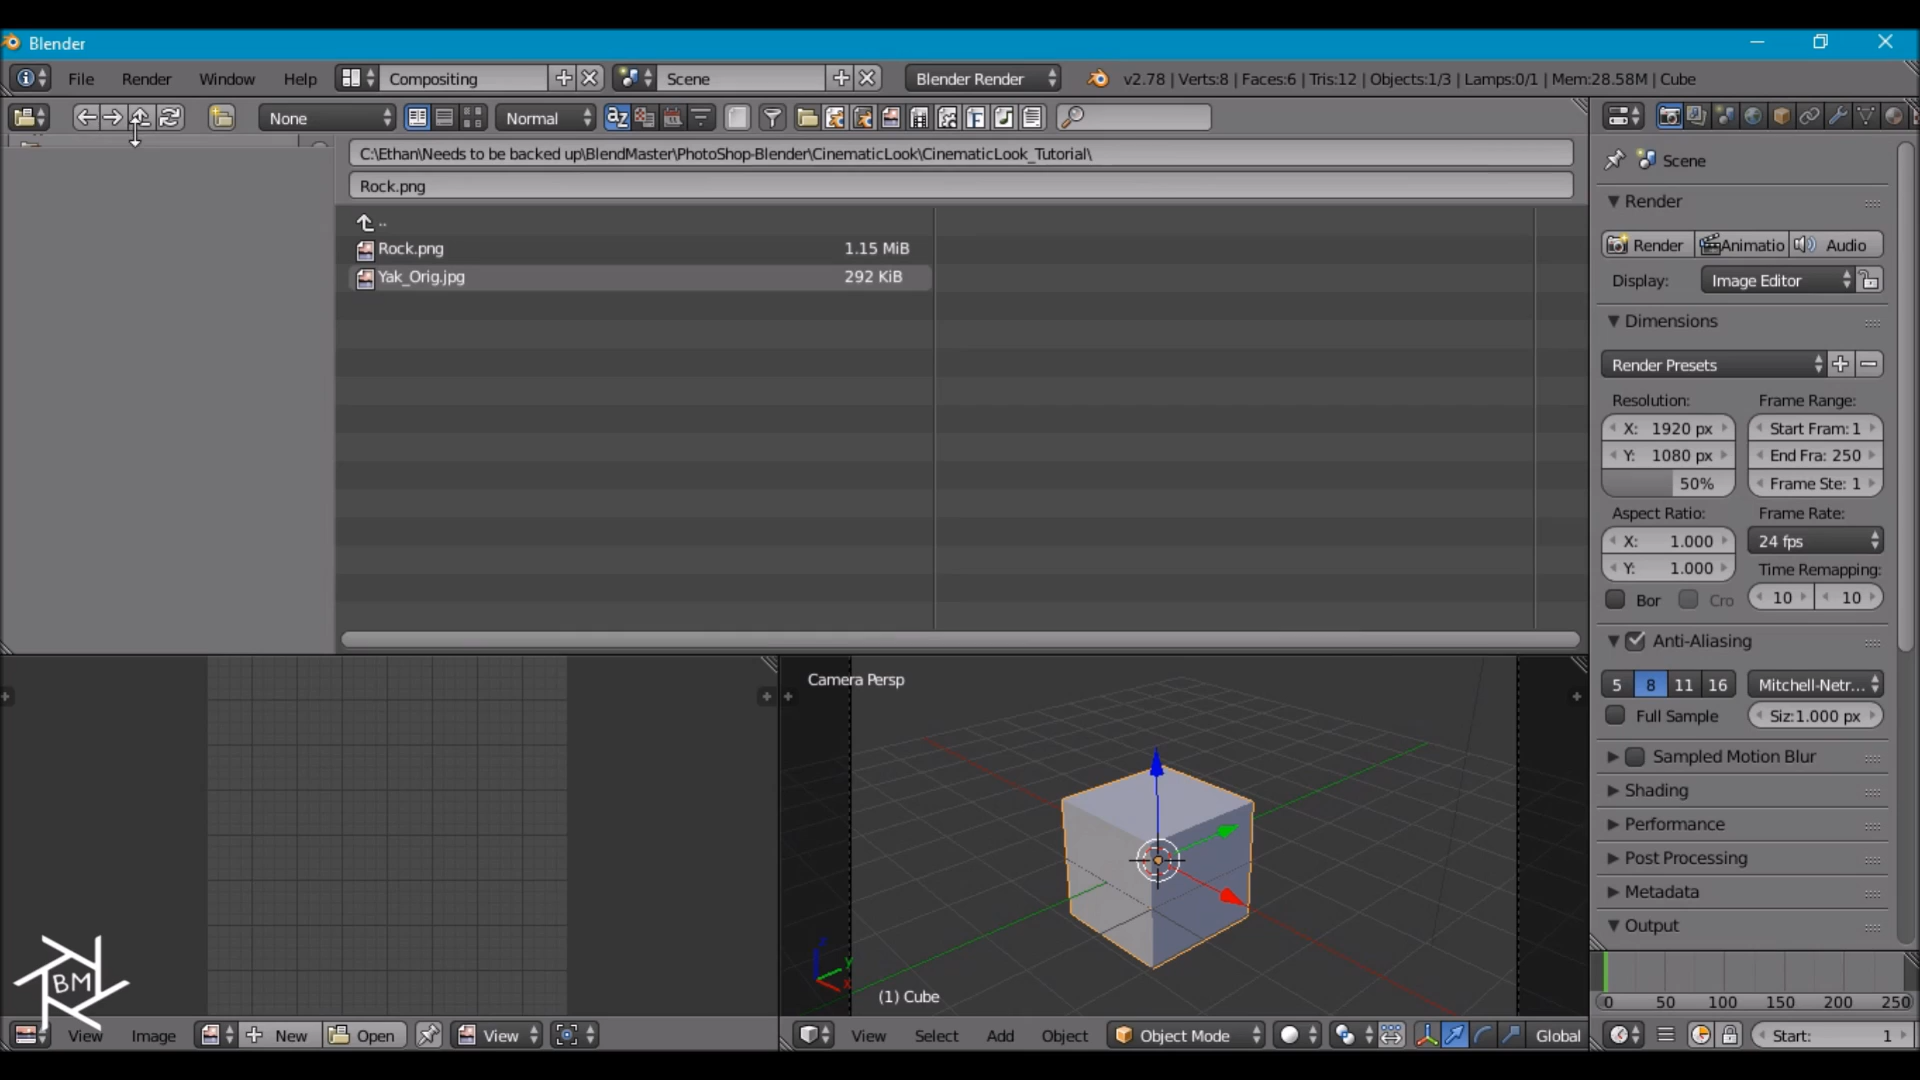 Blender
File Render Window Help Compositing Scene Blender Render v2.78 | Verts:8 | Faces:6 | Tris:12 | Objects:1/3 | Lamps:0/1 | Mem:28.58M | Cube
None Normal
C:\Ethan\Needs to be backed up\BlendMaster\PhotoShop-Blender\CinematicLook\CinematicLook_Tutorial\
Rock.png
..
Rock.png 1.15 MiB
Yak_Orig.jpg 292 KiB
Scene
Render
Render Animatio Audio
Display: Image Editor
Dimensions
Render Presets
Resolution: Frame Range:
X: 1920 px Start Fram: 1
Y: 1080 px End Fra: 250
50% Frame Ste: 1
Aspect Ratio: Frame Rate:
X: 1.000 24 fps
Y: 1.000 Time Remapping:
Bor Cro 10 10
Anti-Aliasing
5 8 11 16 Mitchell-Netr...
Full Sample Siz:1.000 px
Sampled Motion Blur
Shading
Performance
Post Processing
Metadata
Output
Camera Persp
(1) Cube
BM
0 50 100 150 200 250
View Image New Open View
View Select Add Object Object Mode Global
Start: 1